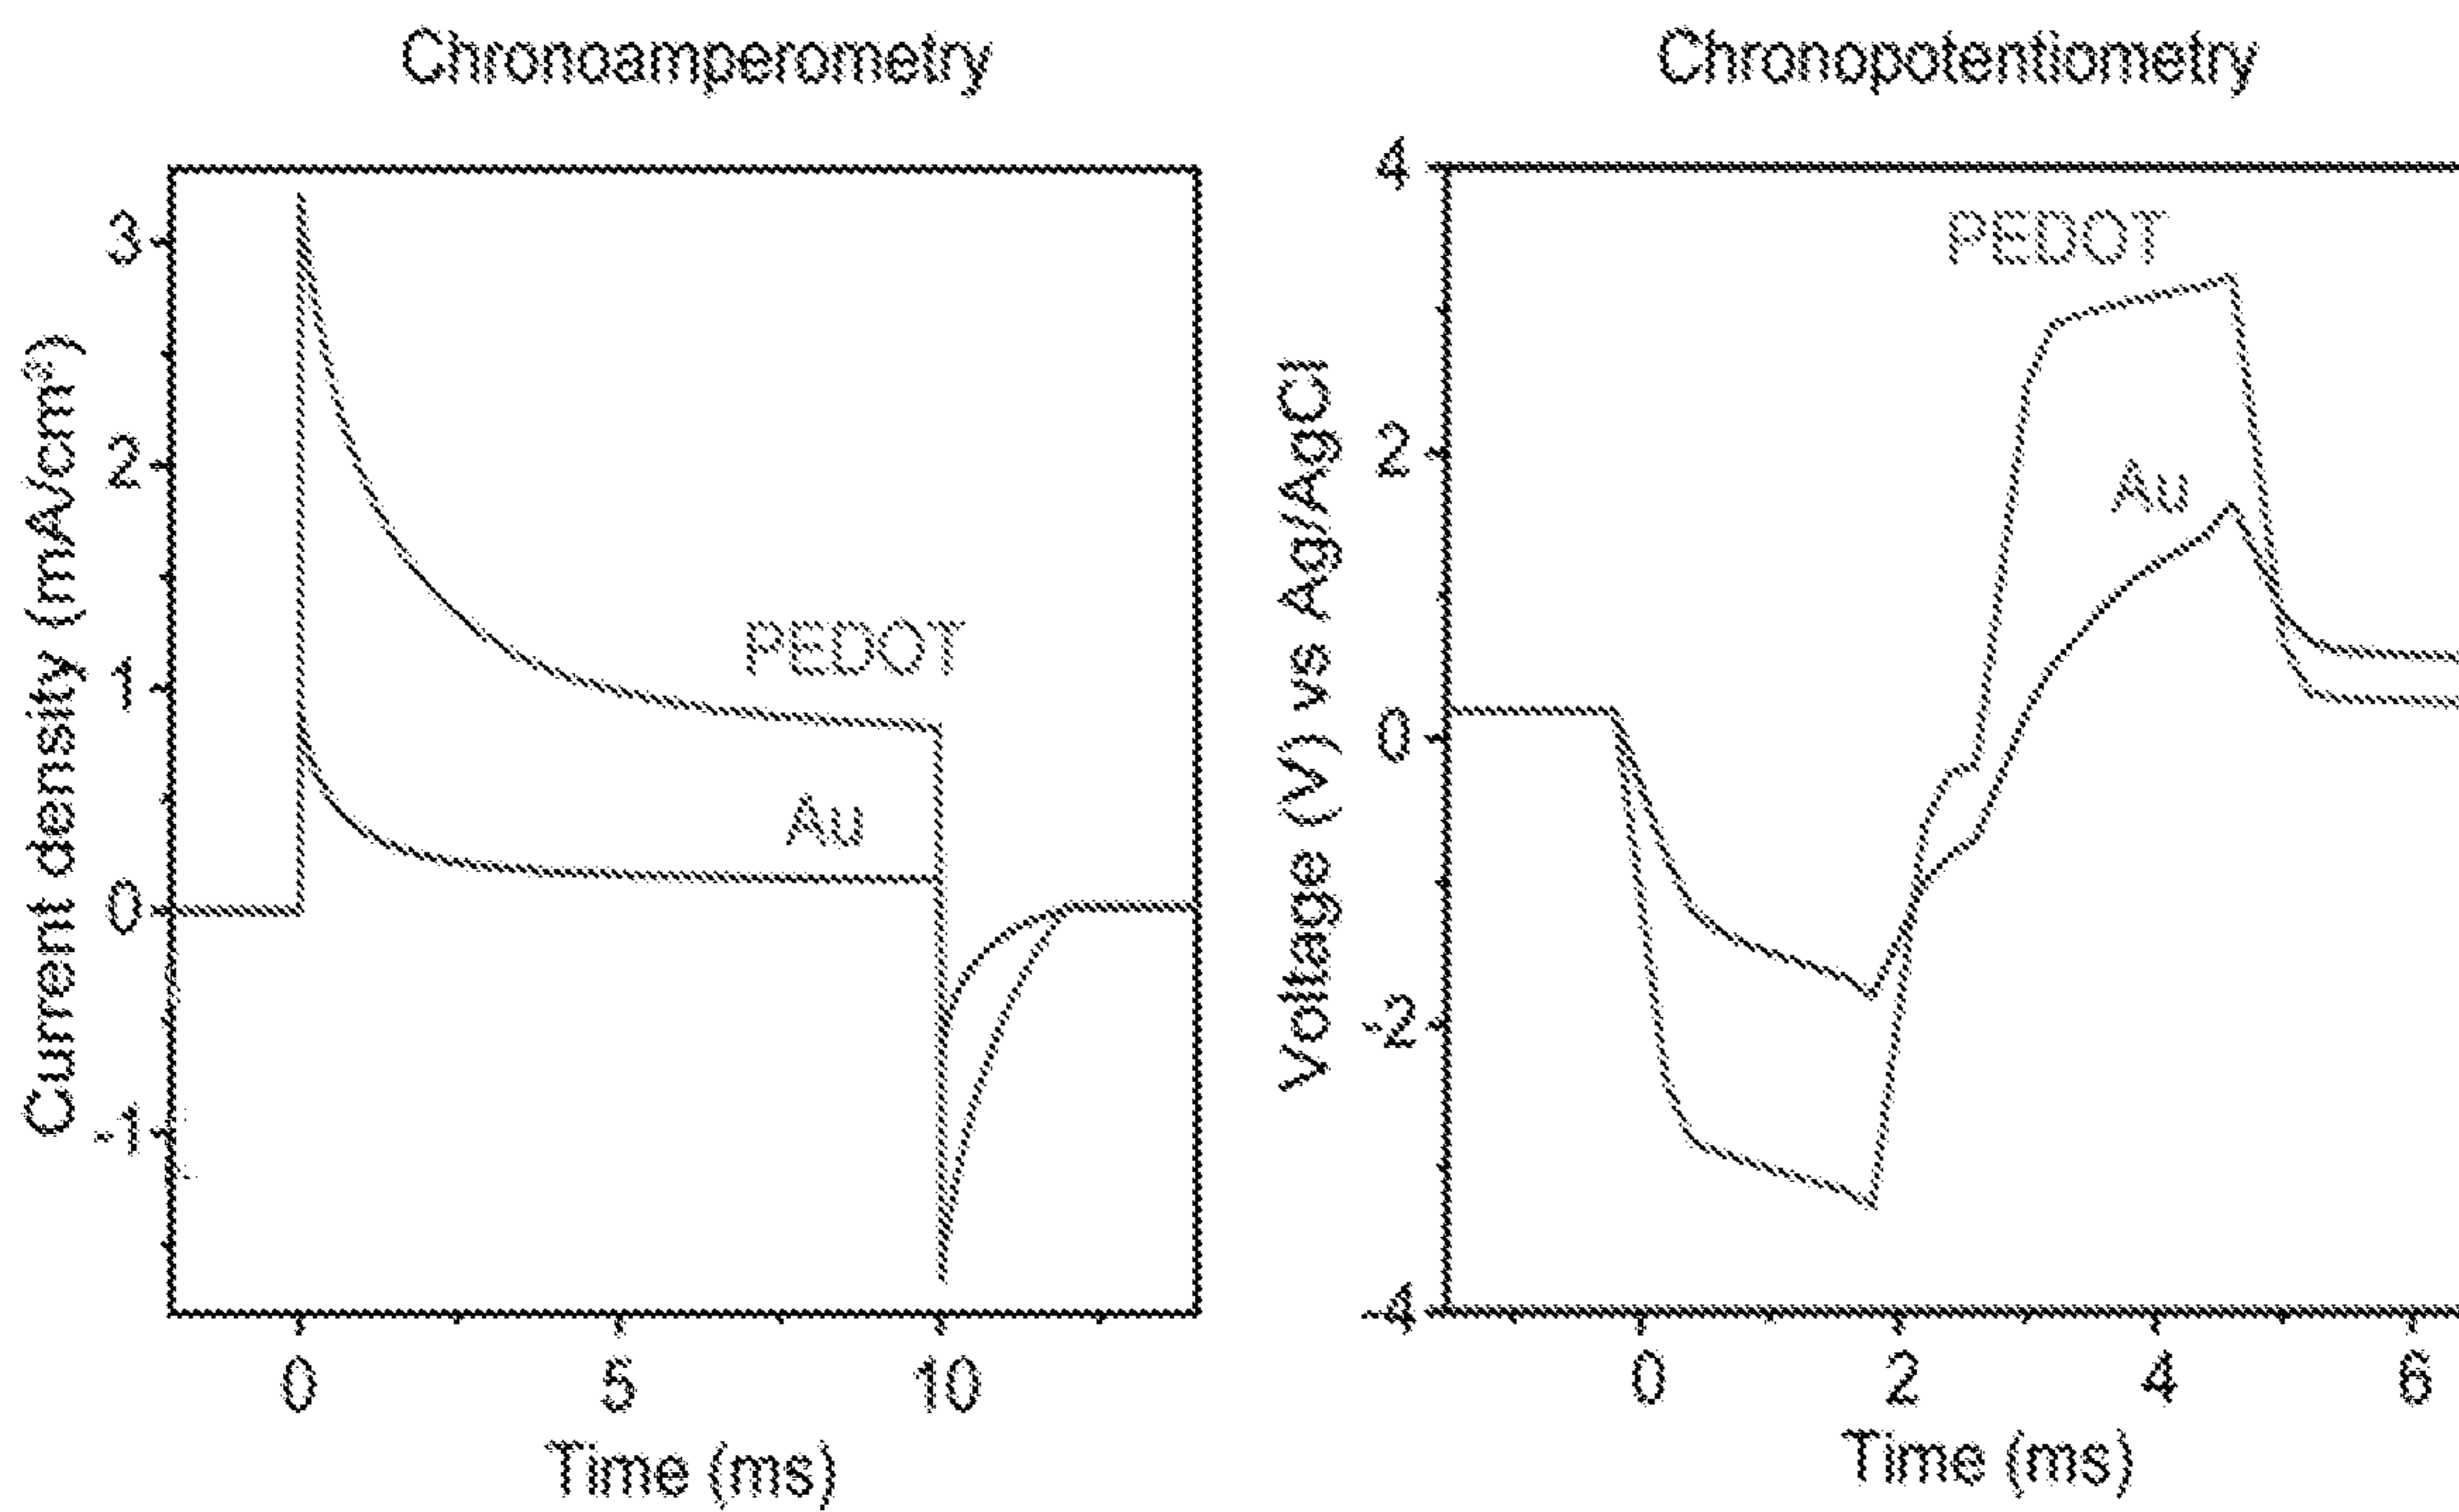 Chronoamperometry
Current density (mA/cm³)
3
2
1
0
-1
PEDOT
Au
0
5
10
Time (ms)
Chronopotentiometry
Voltage (V) vs Ag/AgCl
4
2
0
-2
-4
PEDOT
Au
0
2
4
6
Time (ms)